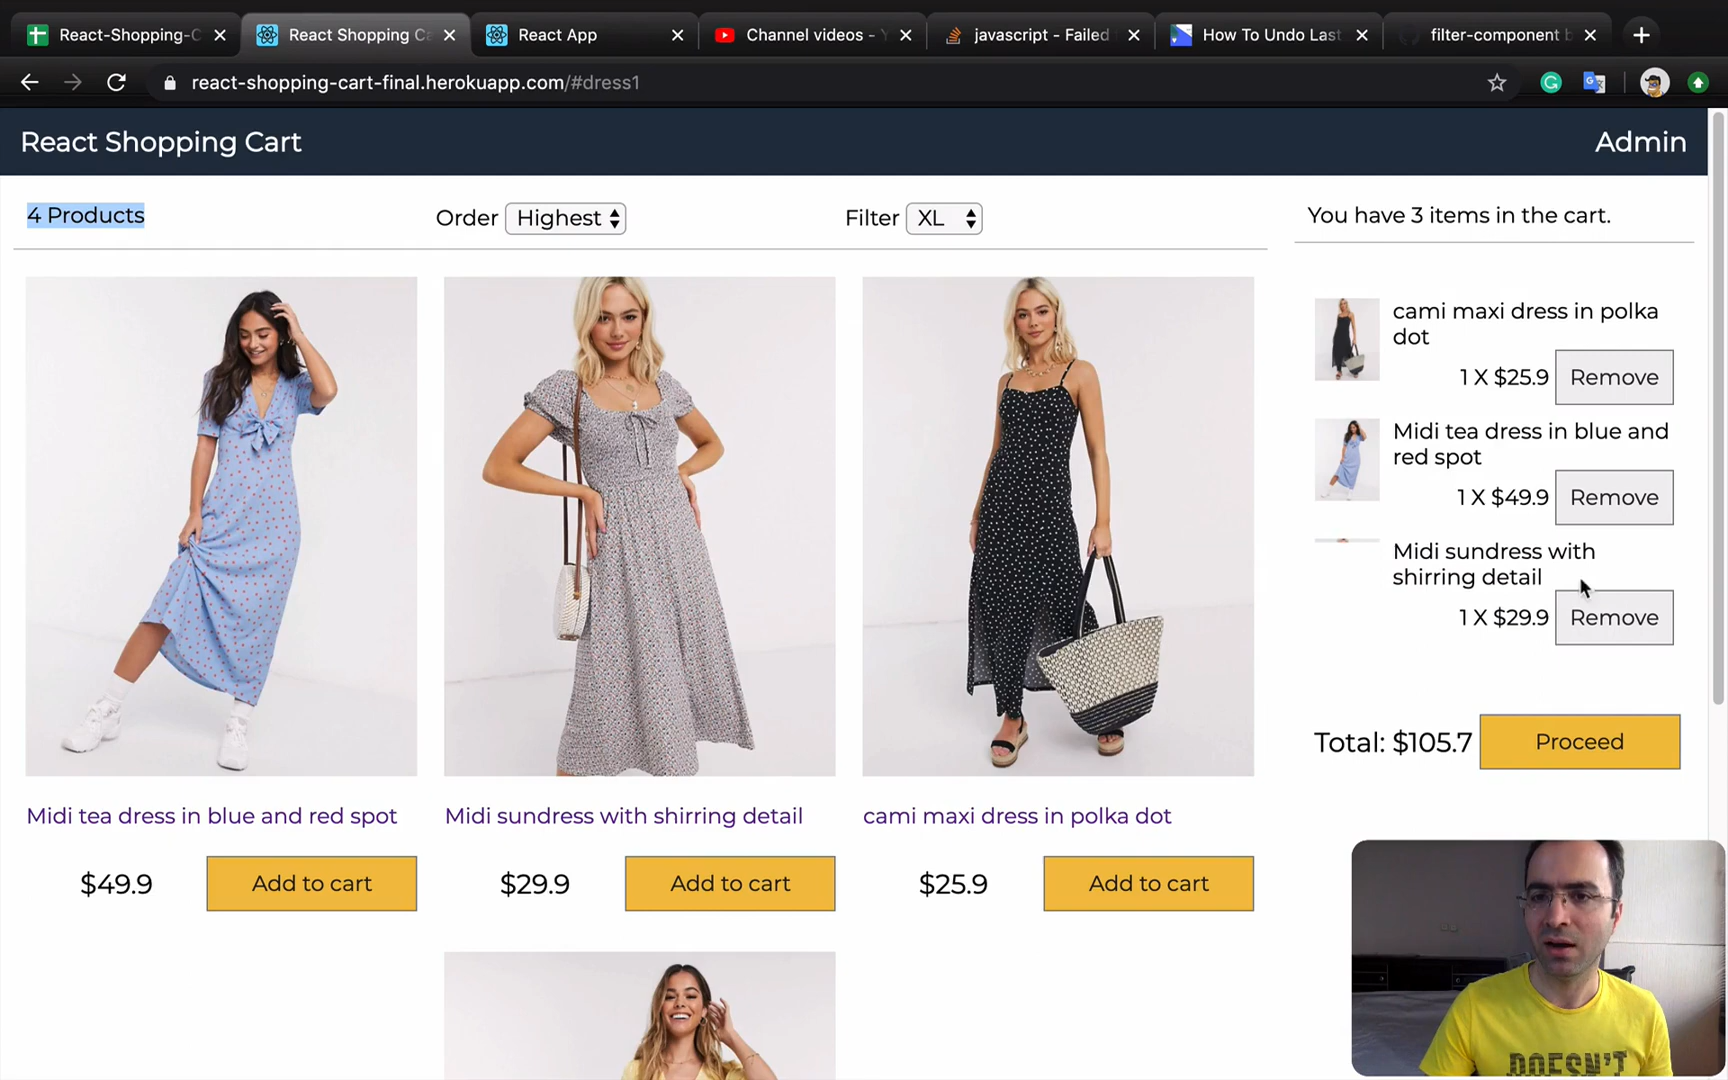 React-Shopping-C
React Shopping Ca
React App
Channel videos - Y
javascript - Failed
How To Undo Last
filter-component b
react-shopping-cart-final.herokuapp.com/#dress1
React Shopping Cart
Admin
4 Products
Order Highest
Filter XL
You have 3 items in the cart.
cami maxi dress in polka
dot
1 X $25.9 Remove
Midi tea dress in blue and
red spot
1 X $49.9 Remove
Midi sundress with
shirring detail
1 X $29.9 Remove
Total: $105.7 Proceed
Midi tea dress in blue and red spot
$49.9 Add to cart
Midi sundress with shirring detail
$29.9 Add to cart
cami maxi dress in polka dot
$25.9 Add to cart
DOESN'T